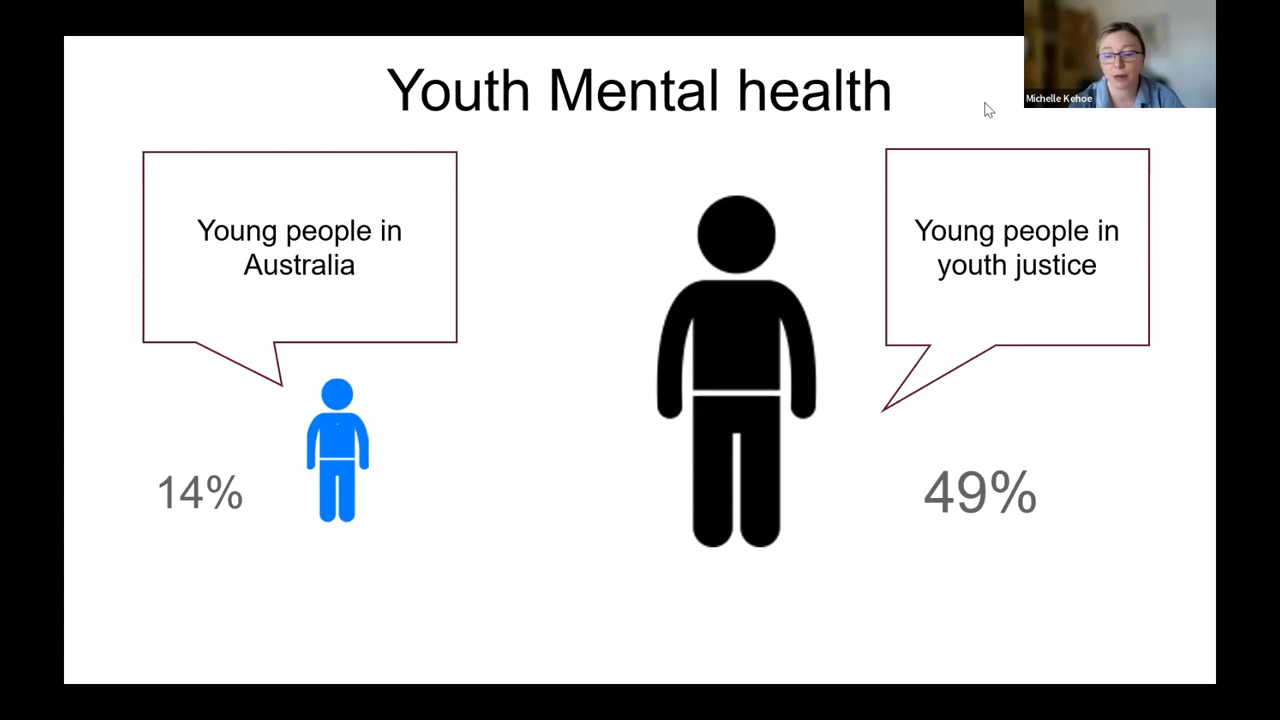 Youth Mental health
Michelle Kehoe
Young people in
Australia
Young people in
youth justice
14%
49%